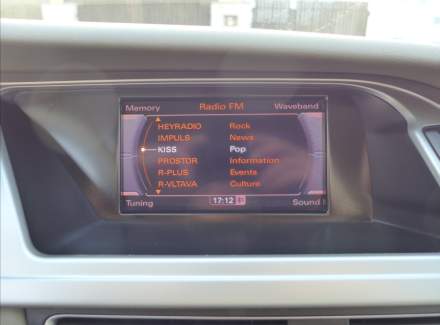 Memory Radio FM Waveband
HEYRADIO Rock
IMPULS News
KISS Pop
PROSTOR Information
R-PLUS Events
R-VLTAVA Culture
Tuning 17:12 Sound